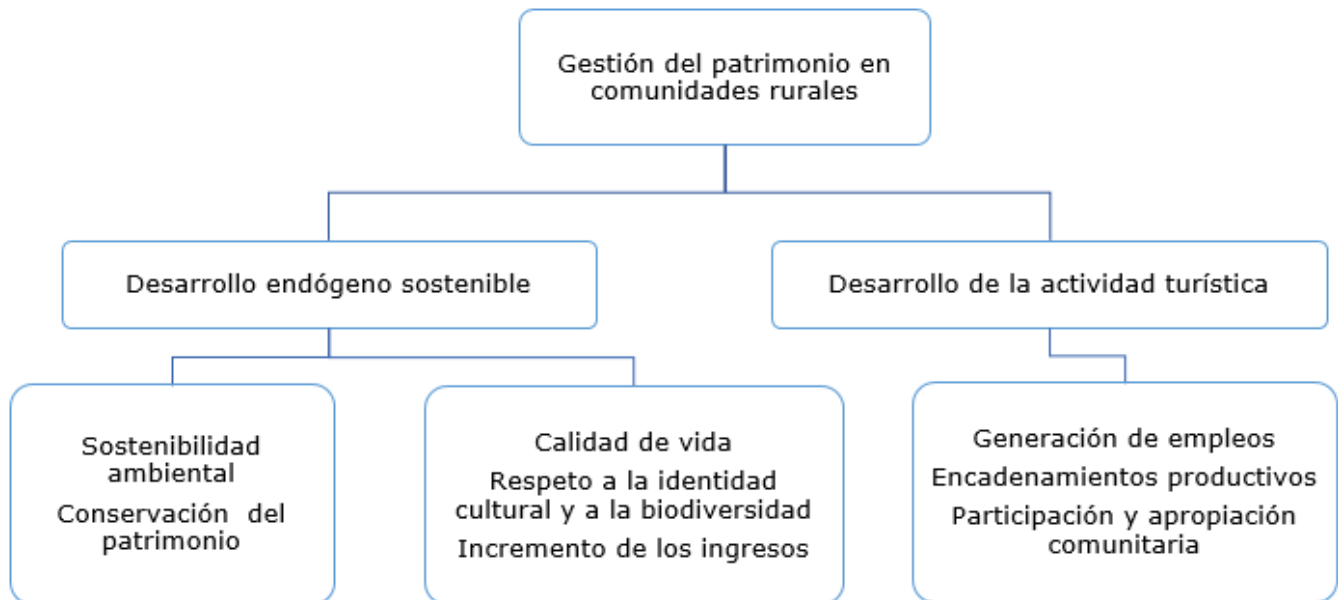 Gestión del patrimonio en
comunidades rurales
Desarrollo endógeno sostenible
Desarrollo de la actividad turística
Sostenibilidad
ambiental
Conservación del
patrimonio
Calidad de vida
Respeto a la identidad
cultural y a la biodiversidad
Incremento de los ingresos
Generación de empleos
Encadenamientos productivos
Participación y apropiación
comunitaria